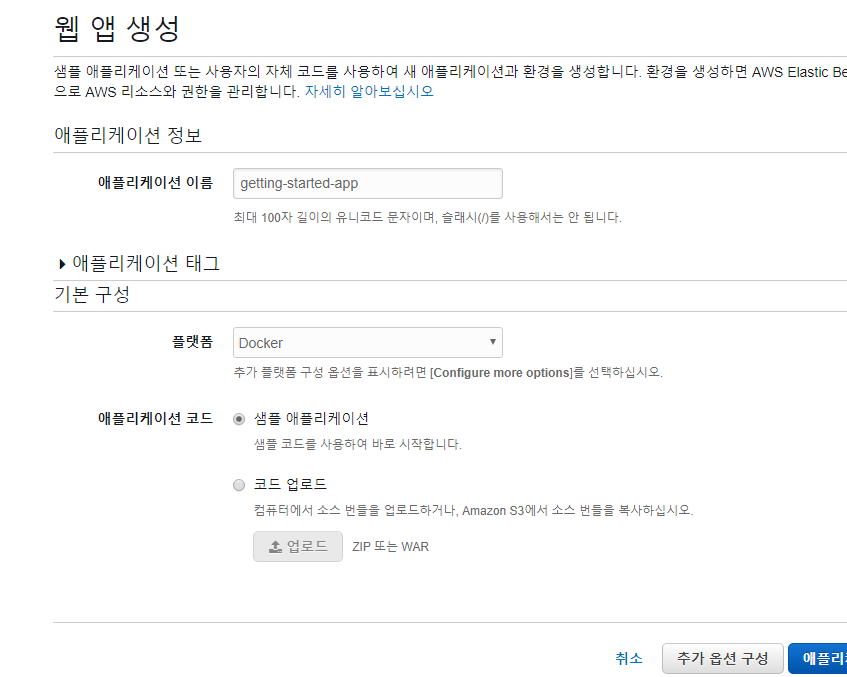 웹 앱 생성
샘플 애플리케이션 또는 사용자의 자체 코드를 사용하여 새 애플리케이션과 환경을 생성합니다. 환경을 생성하면 AWS Elastic Be
으로 AWS 리소스와 권한을 관리합니다. 자세히 알아보십시오
애플리케이션 정보
애플리케이션 이름 getting-started-app
최대 100자 길이의 유니코드 문자이며, 슬래시(/)를 사용해서는 안 됩니다.
애플리케이션 태그
기본 구성
플랫폼 Docker
추가 플랫폼 구성 옵션을 표시하려면 [Configure more options]를 선택하십시오.
애플리케이션 코드 샘플 애플리케이션
샘플 코드를 사용하여 바로 시작합니다.
코드 업로드
컴퓨터에서 소스 번들을 업로드하거나, Amazon S3에서 소스 번들을 복사하십시오.
업로드 ZIP 또는 WAR
취소 추가 옵션 구성 애플리